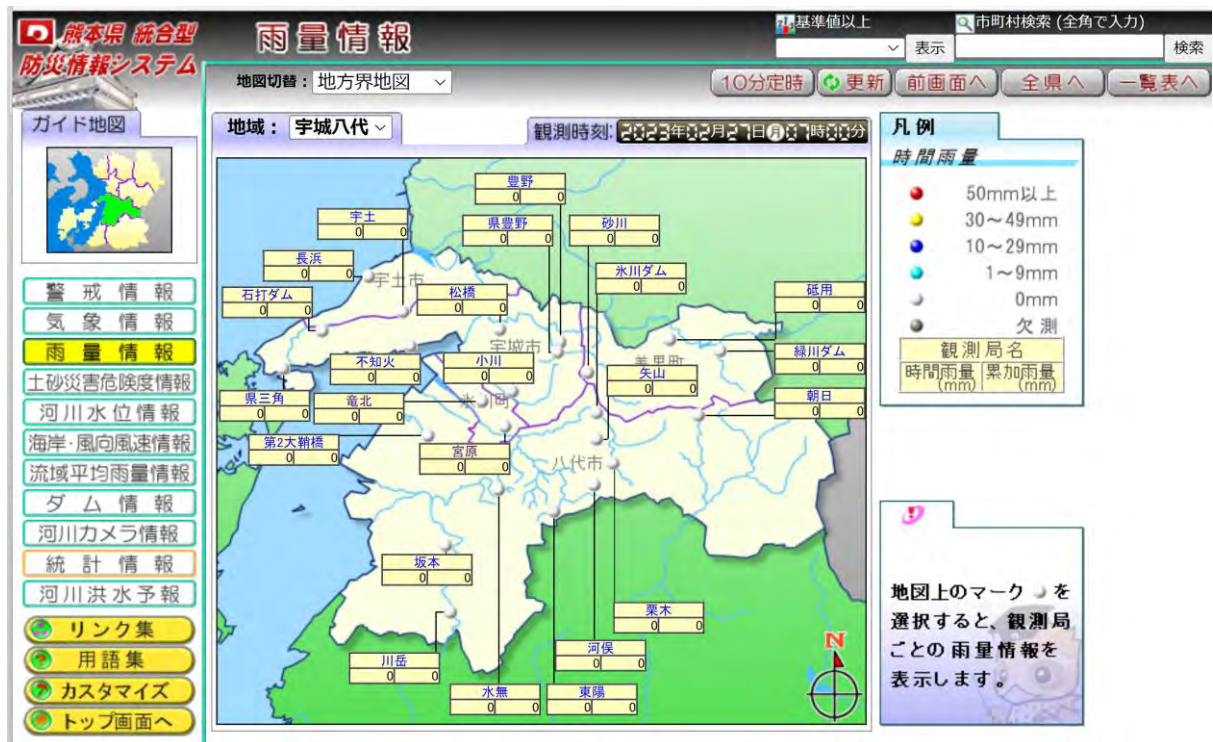 熊本県 統合型
防災情報システム
雨量情報
基準値以上
表示
市町村検索 (全角で入力)
検索
地図切替： 地方界地図
10分定時
更新
前画面へ
全県へ
一覧表へ
ガイド地図
警戒情報
気象情報
雨量情報
土砂災害危険度情報
河川水位情報
海岸・風向風速情報
流域平均雨量情報
ダム情報
河川カメラ情報
統計情報
河川洪水予報
リンク集
用語集
カスタマイズ
トップ画面へ
地域： 宇城八代
観測時刻: 2023年02月27日(月)07時00分
豊野
0 0
宇土
0 0
県豊野
0 0
砂川
0 0
長浜
0 0
宇土市
氷川ダム
0 0
石打ダム
0 0
松橋
0 0
砥用
0 0
宇城市
美里町
不知火
0 0
小川
0 0
矢山
0 0
緑川ダム
0 0
県三角
0 0
竜北
0 0
氷川町
朝日
0 0
第2大鞘橋
0 0
宮原
0 0
八代市
坂本
0 0
栗木
0 0
川岳
0 0
河俣
0 0
水無
0 0
東陽
0 0
N
凡例
時間雨量
50mm以上
30～49mm
10～29mm
1～9mm
0mm
欠測
観測局名
時間雨量(mm) 累加雨量(mm)
地図上のマーク を
選択すると、観測局
ごとの雨量情報を
表示します。